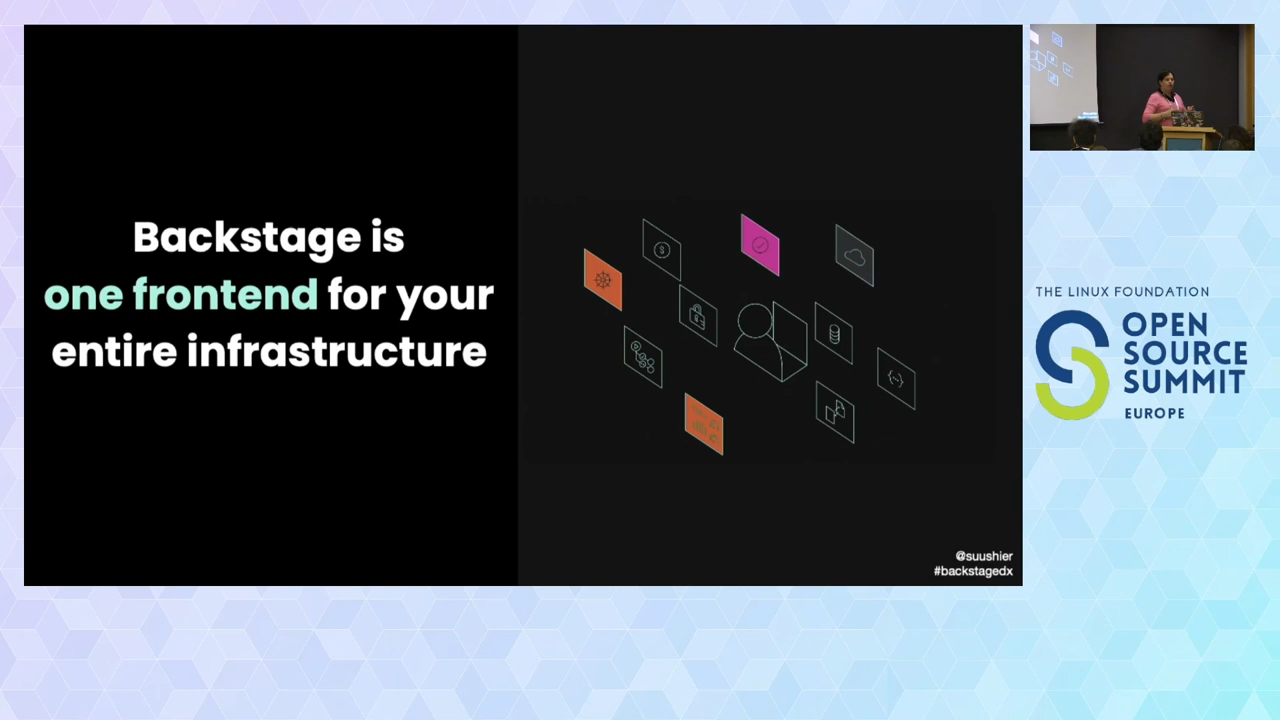 Backstage is
one frontend for your
entire infrastructure
@suushier
#backstagedx
THE LINUX FOUNDATION
OPEN
SOURCE
SUMMIT
EUROPE